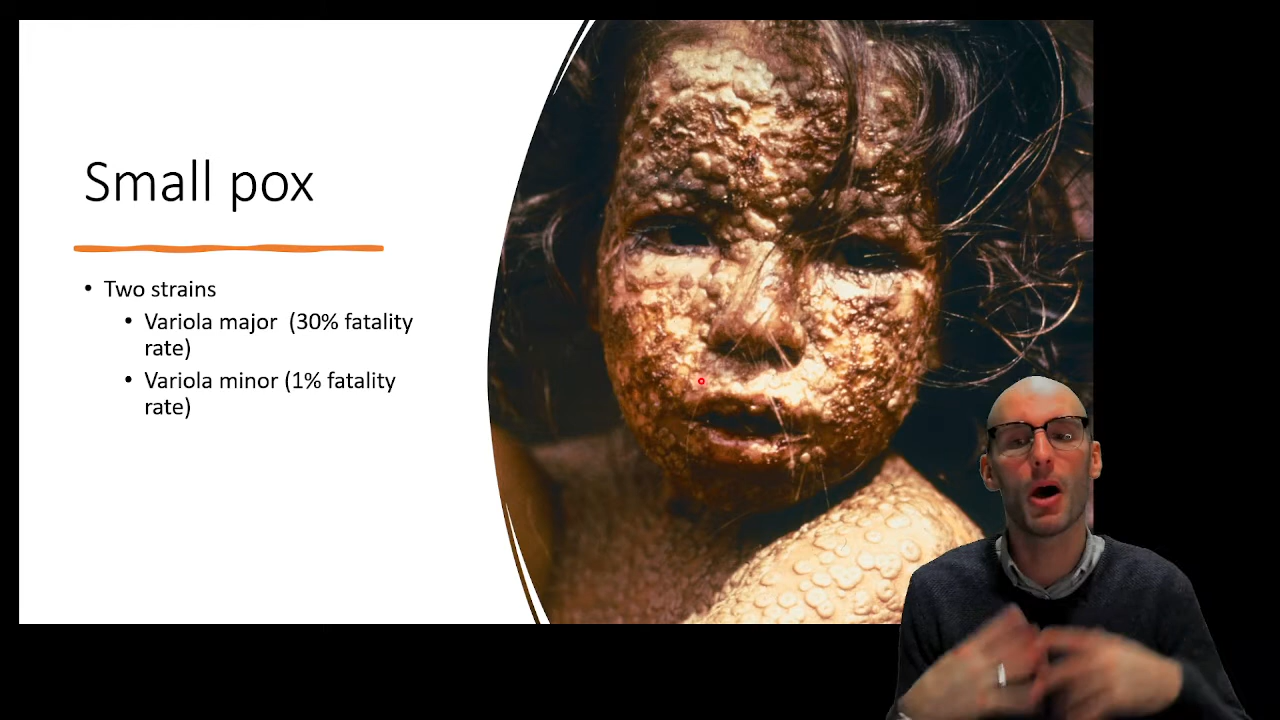 Small pox
• Two strains
• Variola major  (30% fatality
rate)
• Variola minor (1% fatality
rate)